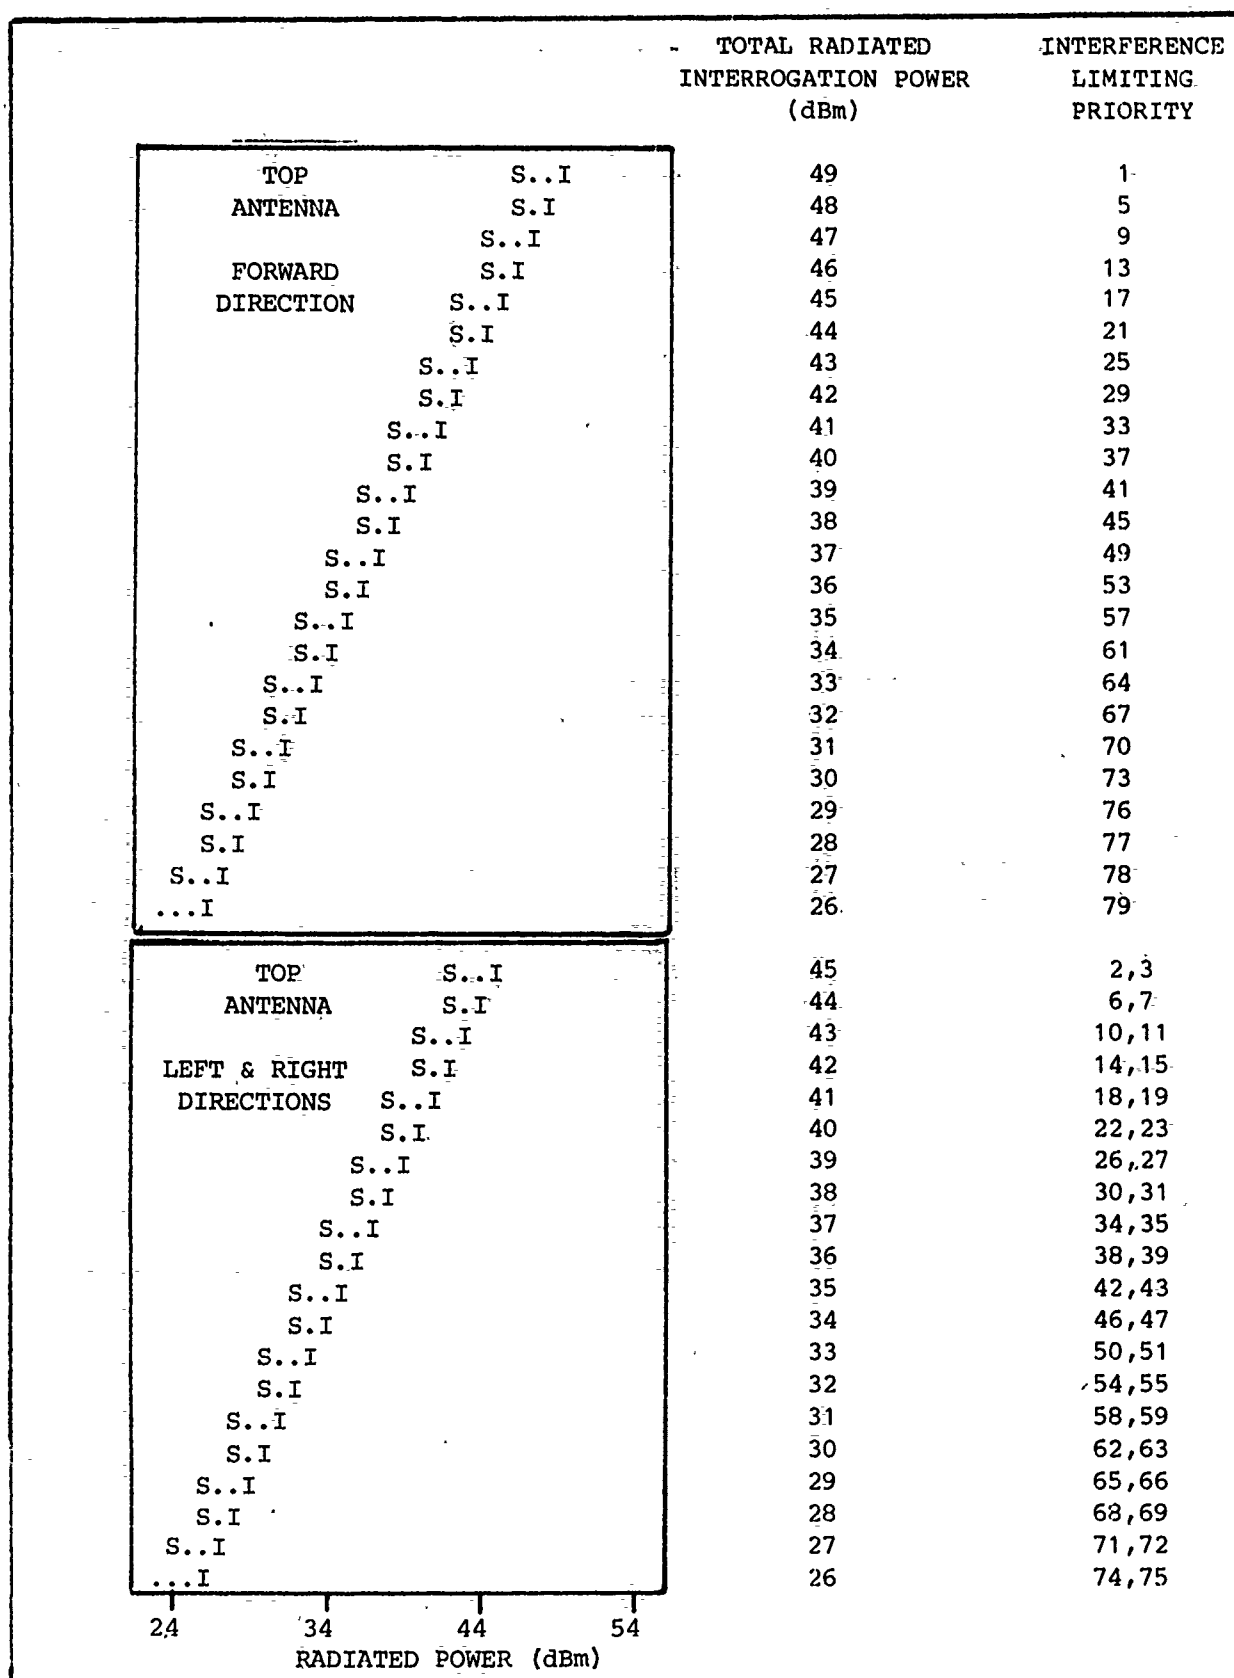 TOTAL RADIATED INTERFERENCE
INTERROGATION POWER LIMITING
(dBm) PRIORITY
TOP S..I 49 1
ANTENNA S.I 48 5
S..I 47 9
FORWARD S.I 46 13
DIRECTION S..I 45 17
S.I 44 21
S..I 43 25
S.I 42 29
S..I 41 33
S.I 40 37
S..I 39 41
S.I 38 45
S..I 37 49
S.I 36 53
S..I 35 57
S.I 34 61
S..I 33 64
S.I 32 67
S..I 31 70
S.I 30 73
S..I 29 76
S.I 28 77
S..I 27 78
...I 26 79
TOP S..I 45 2,3
ANTENNA S.I 44 6,7
S..I 43 10,11
LEFT & RIGHT S.I 42 14,15
DIRECTIONS S..I 41 18,19
S.I 40 22,23
S..I 39 26,27
S.I 38 30,31
S..I 37 34,35
S.I 36 38,39
S..I 35 42,43
S.I 34 46,47
S..I 33 50,51
S.I 32 54,55
S..I 31 58,59
S.I 30 62,63
S..I 29 65,66
S.I 28 68,69
S..I 27 71,72
...I 26 74,75
24 34 44 54
RADIATED POWER (dBm)